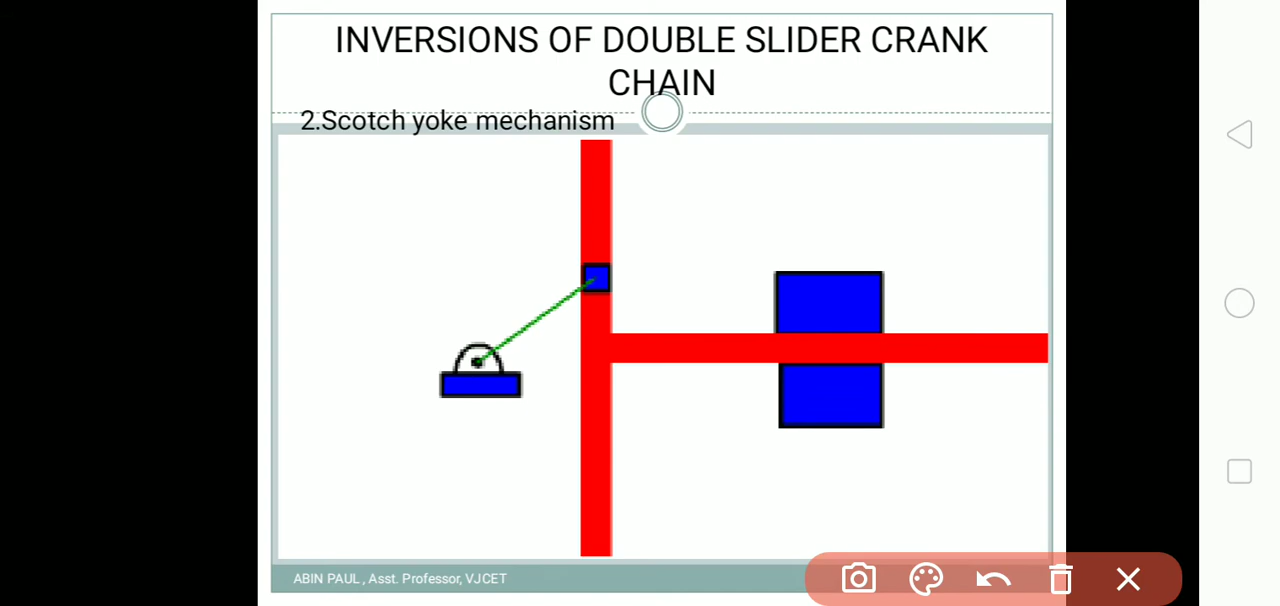 INVERSIONS OF DOUBLE SLIDER CRANK
CHAIN
2.Scotch yoke mechanism
ABIN PAUL , Asst. Professor, VJCET